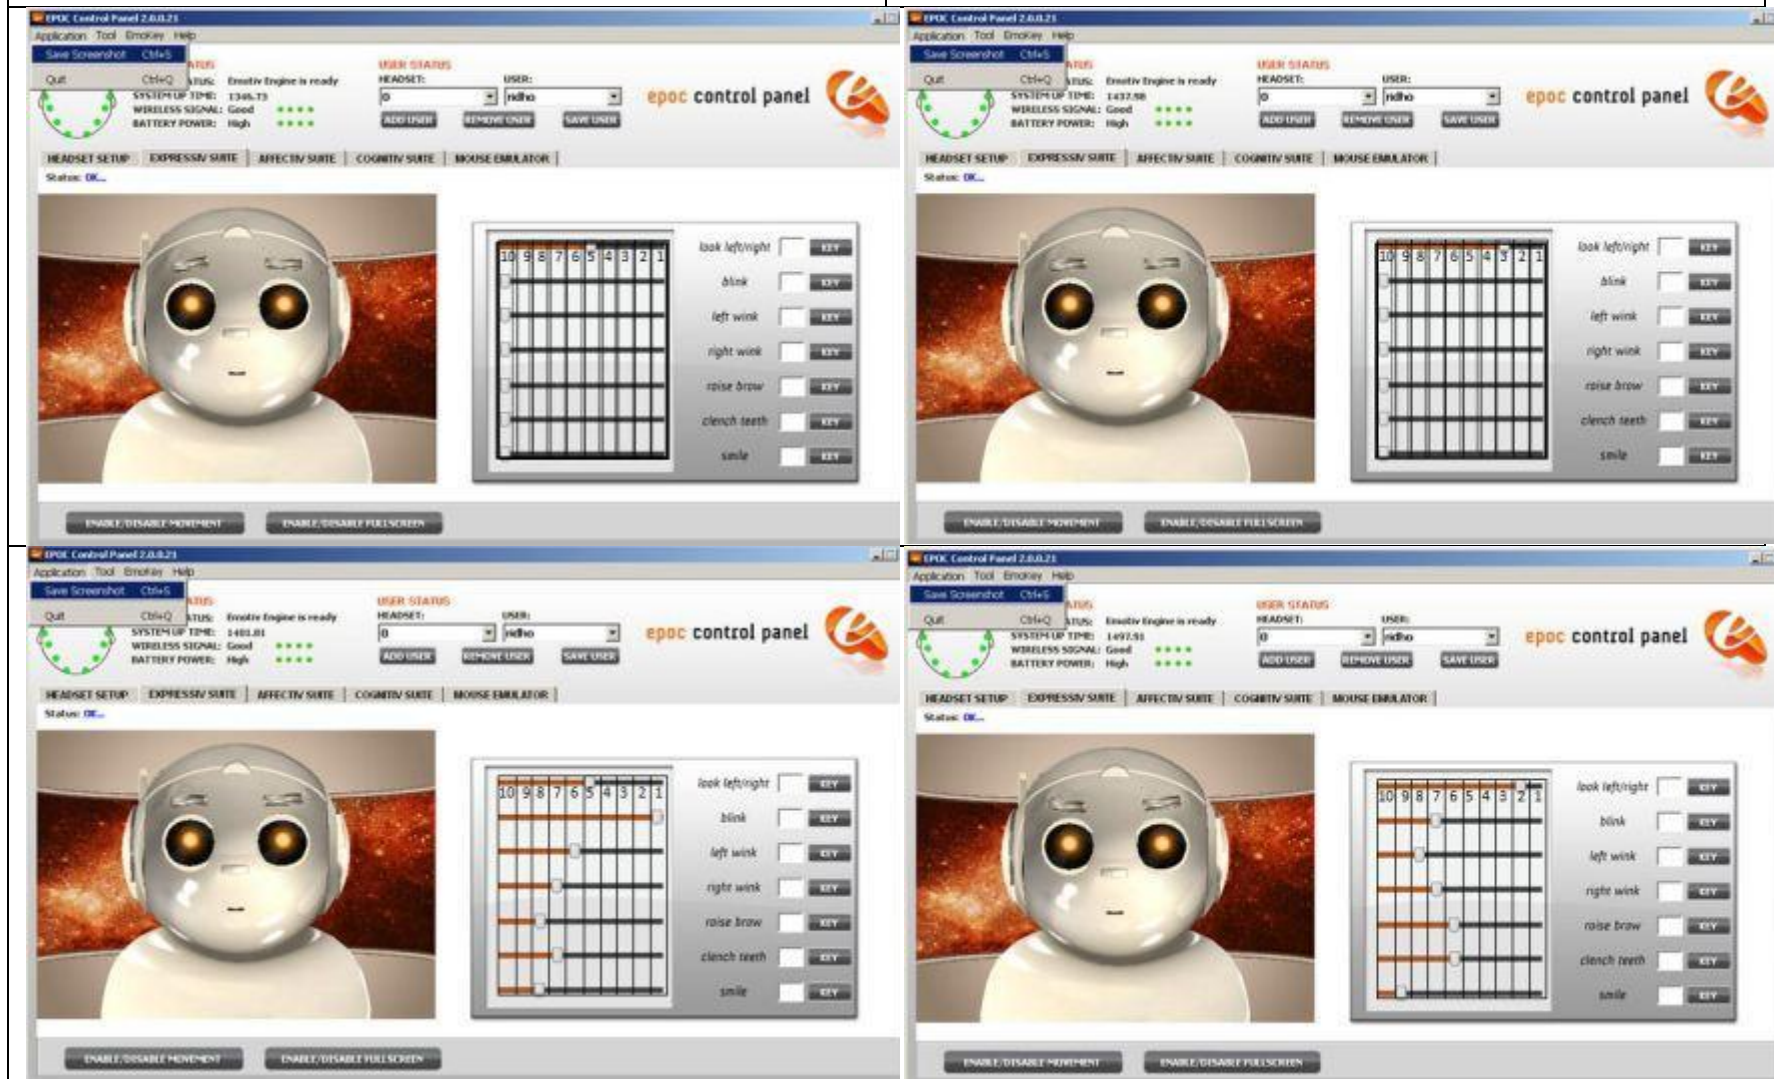 EPOC Control Panel 2.0.0.21
Application Tool EmoKey Help
Save Screenshot Ctrl+S
Quit Ctrl+Q
USER STATUS
HEADSET: USER:
STATUS: Emotiv Engine is ready
SYSTEM UP TIME: 1346.73
0 ridho
WIRELESS SIGNAL: Good
BATTERY POWER: High
ADD USER REMOVE USER SAVE USER
epoc control panel
HEADSET SETUP EXPRESSIV SUITE AFFECTIV SUITE COGNITIV SUITE MOUSE EMULATOR
Status: OK...
10 9 8 7 6 5 4 3 2 1
look left/right KEY
blink KEY
left wink KEY
right wink KEY
raise brow KEY
clench teeth KEY
smile KEY
ENABLE/DISABLE MOVEMENT ENABLE/DISABLE FULLSCREEN
EPOC Control Panel 2.0.0.21
Application Tool EmoKey Help
Save Screenshot Ctrl+S
Quit Ctrl+Q
USER STATUS
HEADSET: USER:
STATUS: Emotiv Engine is ready
SYSTEM UP TIME: 1437.98
0 ridho
WIRELESS SIGNAL: Good
BATTERY POWER: High
ADD USER REMOVE USER SAVE USER
epoc control panel
HEADSET SETUP EXPRESSIV SUITE AFFECTIV SUITE COGNITIV SUITE MOUSE EMULATOR
Status: OK...
10 9 8 7 6 5 4 3 2 1
look left/right KEY
blink KEY
left wink KEY
right wink KEY
raise brow KEY
clench teeth KEY
smile KEY
ENABLE/DISABLE MOVEMENT ENABLE/DISABLE FULLSCREEN
EPOC Control Panel 2.0.0.21
Application Tool EmoKey Help
Save Screenshot Ctrl+S
Quit Ctrl+Q
USER STATUS
HEADSET: USER:
STATUS: Emotiv Engine is ready
SYSTEM UP TIME: 1481.81
0 ridho
WIRELESS SIGNAL: Good
BATTERY POWER: High
ADD USER REMOVE USER SAVE USER
epoc control panel
HEADSET SETUP EXPRESSIV SUITE AFFECTIV SUITE COGNITIV SUITE MOUSE EMULATOR
Status: OK...
10 9 8 7 6 5 4 3 2 1
look left/right KEY
blink KEY
left wink KEY
right wink KEY
raise brow KEY
clench teeth KEY
smile KEY
ENABLE/DISABLE MOVEMENT ENABLE/DISABLE FULLSCREEN
EPOC Control Panel 2.0.0.21
Application Tool EmoKey Help
Save Screenshot Ctrl+S
Quit Ctrl+Q
USER STATUS
HEADSET: USER:
STATUS: Emotiv Engine is ready
SYSTEM UP TIME: 1497.91
0 ridho
WIRELESS SIGNAL: Good
BATTERY POWER: High
ADD USER REMOVE USER SAVE USER
epoc control panel
HEADSET SETUP EXPRESSIV SUITE AFFECTIV SUITE COGNITIV SUITE MOUSE EMULATOR
Status: OK...
10 9 8 7 6 5 4 3 2 1
look left/right KEY
blink KEY
left wink KEY
right wink KEY
raise brow KEY
clench teeth KEY
smile KEY
ENABLE/DISABLE MOVEMENT ENABLE/DISABLE FULLSCREEN